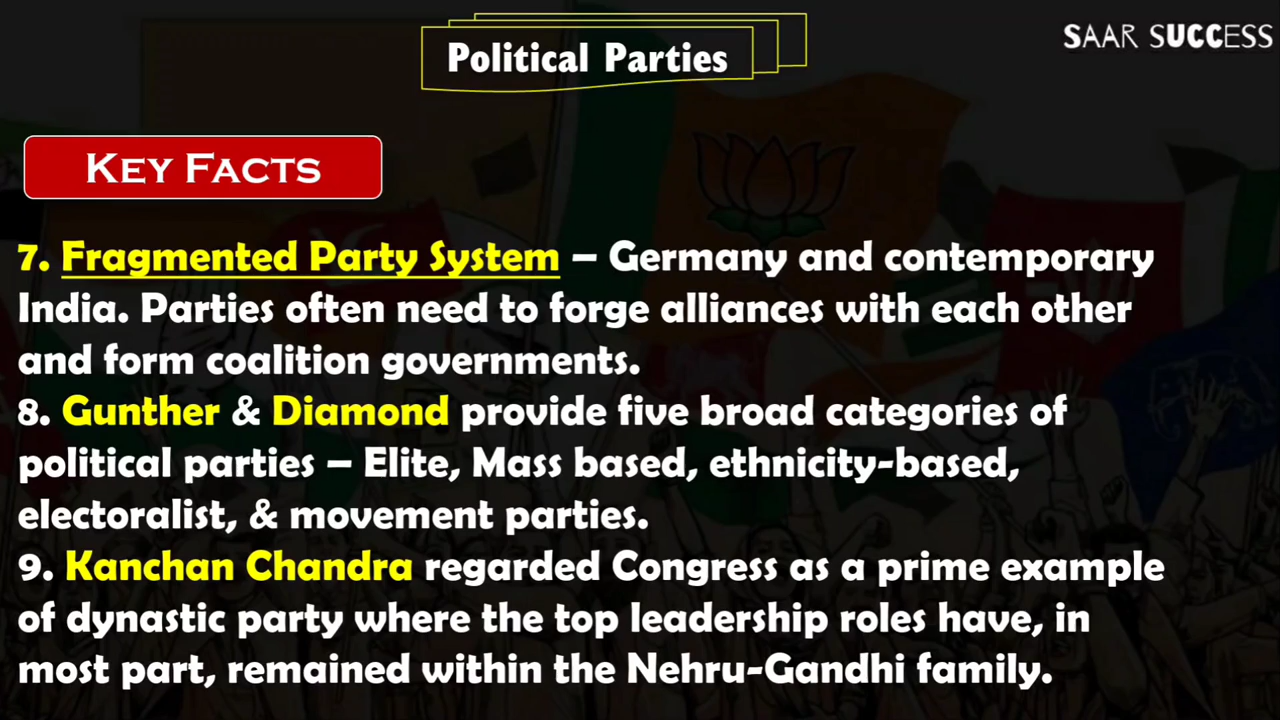 Political Parties
SAAR SUCCESS
KEY FACTS
7. Fragmented Party System – Germany and contemporary
India. Parties often need to forge alliances with each other
and form coalition governments.
8. Gunther & Diamond provide five broad categories of
political parties – Elite, Mass based, ethnicity-based,
electoralist, & movement parties.
9. Kanchan Chandra regarded Congress as a prime example
of dynastic party where the top leadership roles have, in
most part, remained within the Nehru-Gandhi family.